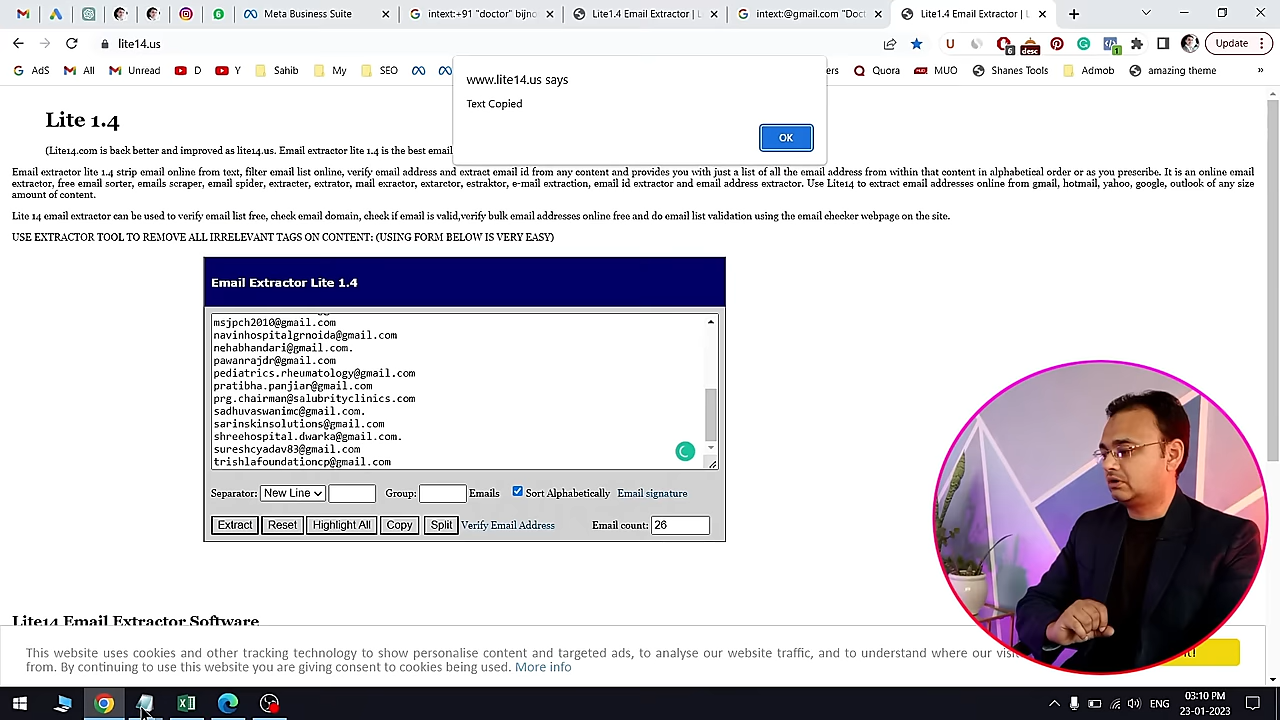 Meta Business Suite
intext:+91 "doctor" bijno
Lite1.4 Email Extractor | L
intext:@gmail.com "Doct
Lite1.4 Email Extractor | L
lite14.us
Update
AdS
All
Unread
D
Y
Sahib
My
SEO
ers
Quora
MUO
Shanes Tools
Admob
amazing theme
www.lite14.us says
Text Copied
OK
Lite 1.4
(Lite14.com is back better and improved as lite14.us. Email extractor lite 1.4 is the best email
Email extractor lite 1.4 strip email online from text, filter email list online, verify email address and extract email id from any content and provides you with just a list of all the email address from within that content in alphabetical order or as you prescribe. It is an online email
extractor, free email sorter, emails scraper, email spider, extracter, extrator, mail exractor, extarctor, estraktor, e-mail extraction, email id extractor and email address extractor. Use Lite14 to extract email addresses online from gmail, hotmail, yahoo, google, outlook of any size
amount of content.
Lite 14 email extractor can be used to verify email list free, check email domain, check if email is valid,verify bulk email addresses online free and do email list validation using the email checker webpage on the site.
USE EXTRACTOR TOOL TO REMOVE ALL IRRELEVANT TAGS ON CONTENT: (USING FORM BELOW IS VERY EASY)
Email Extractor Lite 1.4
msjpch2010@gmail.com
navinhospitalgrnoida@gmail.com
nehabhandari@gmail.com.
pawanrajdr@gmail.com
pediatrics.rheumatology@gmail.com
pratibha.panjiar@gmail.com
prg.chairman@salubrityclinics.com
sadhuvaswanimc@gmail.com.
sarinskinsolutions@gmail.com
shreehospital.dwarka@gmail.com.
sureshcyadav83@gmail.com
trishlafoundationcp@gmail.com
Separator: New Line Group: Emails Sort Alphabetically Email signature
Extract Reset Highlight All Copy Split Verify Email Address Email count: 26
Lite14 Email Extractor Software
This website uses cookies and other tracking technology to show personalise content and targeted ads, to analyse our website traffic, and to understand where our visi
from. By continuing to use this website you are giving consent to cookies being used. More info
ENG
03:10 PM
23-01-2023